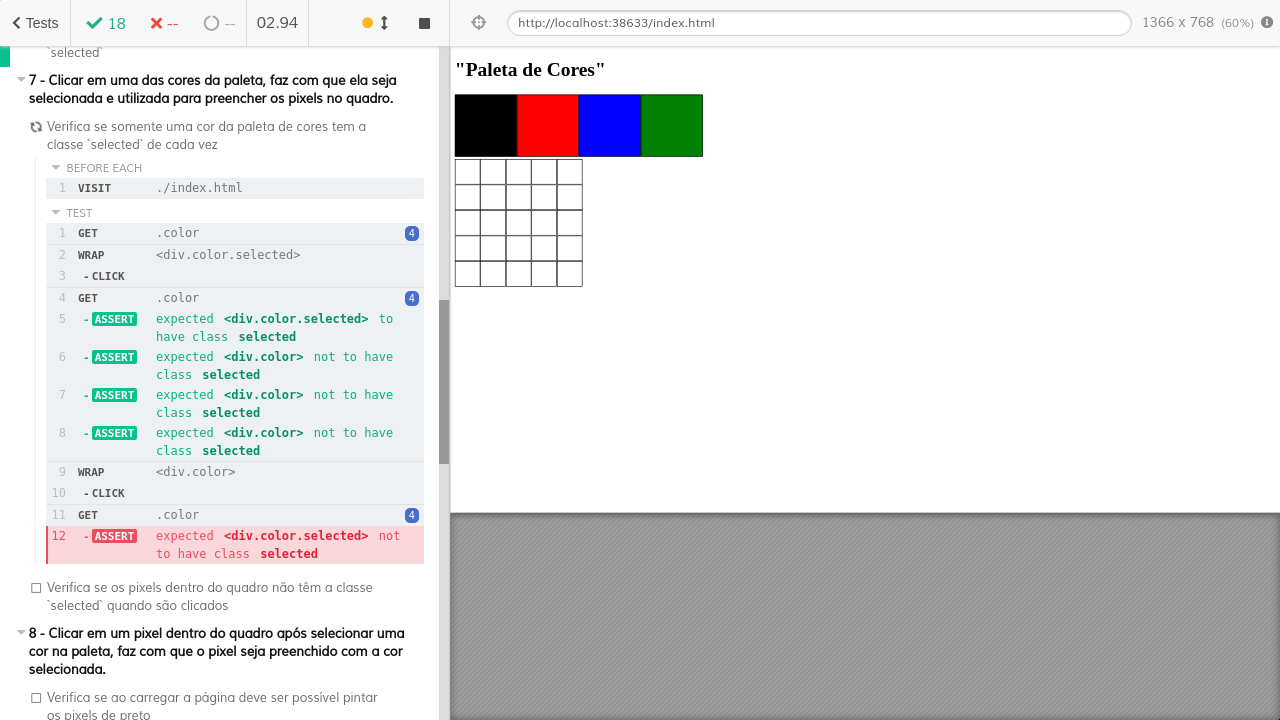 Tests
18
--
--
02.94
http://localhost:38633/index.html
1366 x 768 (60%)
`selected`
7 - Clicar em uma das cores da paleta, faz com que ela seja
selecionada e utilizada para preencher os pixels no quadro.
Verifica se somente uma cor da paleta de cores tem a
classe `selected` de cada vez
BEFORE EACH
1 VISIT ./index.html
TEST
1 GET .color 4
2 WRAP <div.color.selected>
3 -CLICK
4 GET .color 4
5 -ASSERT expected <div.color.selected> to
have class selected
6 -ASSERT expected <div.color> not to have
class selected
7 -ASSERT expected <div.color> not to have
class selected
8 -ASSERT expected <div.color> not to have
class selected
9 WRAP <div.color>
10 -CLICK
11 GET .color 4
12 -ASSERT expected <div.color.selected> not
to have class selected
Verifica se os pixels dentro do quadro não têm a classe
`selected` quando são clicados
8 - Clicar em um pixel dentro do quadro após selecionar uma
cor na paleta, faz com que o pixel seja preenchido com a cor
selecionada.
Verifica se ao carregar a página deve ser possível pintar
os pixels de preto
"Paleta de Cores"